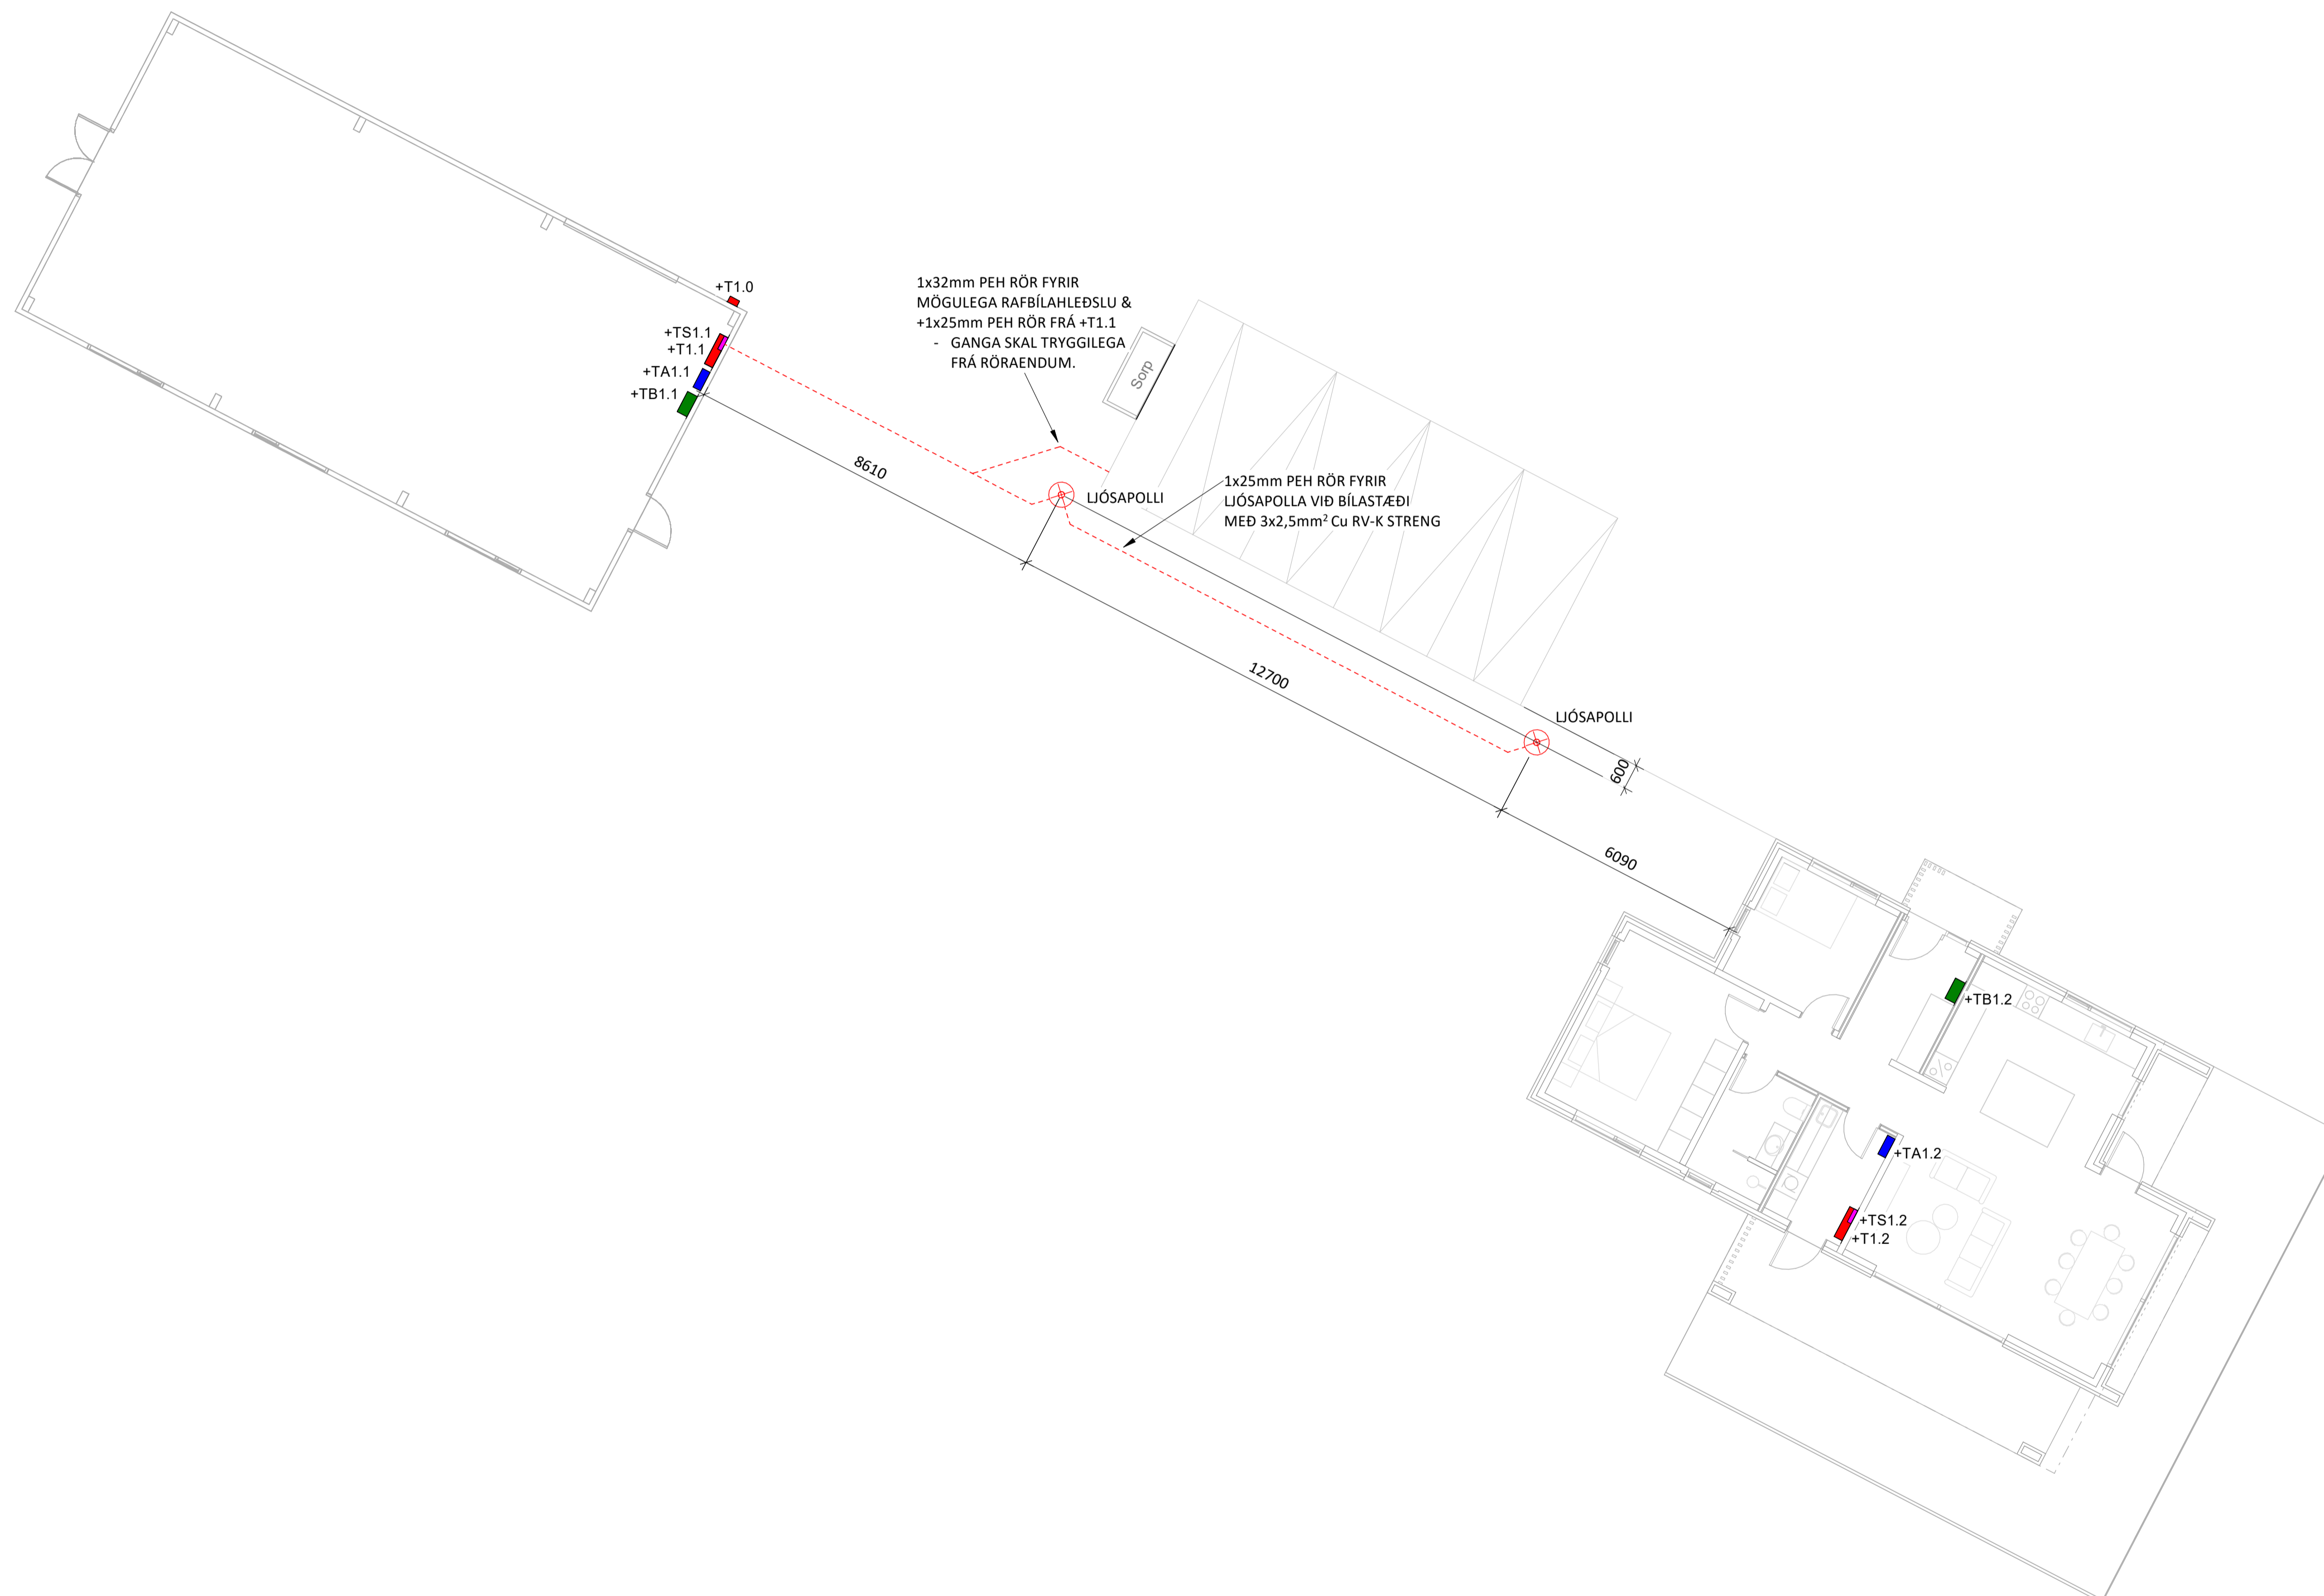 +T1.0
+TS1.1
+T1.1
+TA1.1
+TB1.1
1x32mm PEH RÖR FYRIR
MÖGULEGA RAFBÍLAHLEÐSLU &
+1x25mm PEH RÖR FRÁ +T1.1
- GANGA SKAL TRYGGILEGA
FRÁ RÖRAENDUM.
Sorp
8610
LJÓSAPOLLI
1x25mm PEH RÖR FYRIR
LJÓSAPOLLA VIÐ BÍLASTÆÐI
MEÐ 3x2,5mm² Cu RV-K STRENG
12700
LJÓSAPOLLI
600
6090
+TB1.2
+TA1.2
+TS1.2
+T1.2